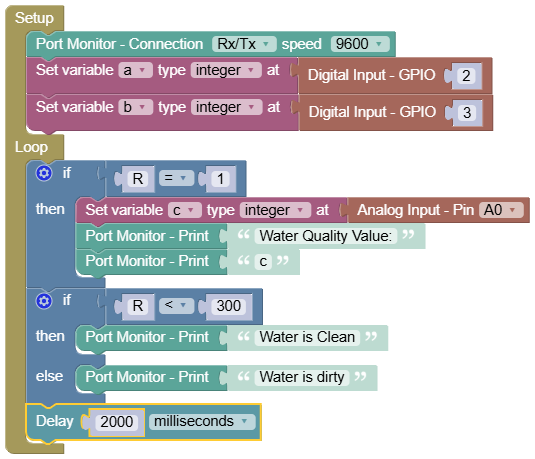 Setup
Port Monitor - Connection Rx/Tx speed 9600
Set variable a type integer at Digital Input - GPIO 2
Set variable b type integer at Digital Input - GPIO 3
Loop
if R = 1
then Set variable c type integer at Analog Input - Pin A0
Port Monitor - Print “ Water Quality Value: ”
Port Monitor - Print “ c ”
if R < 300
then Port Monitor - Print “ Water is Clean ”
else Port Monitor - Print “ Water is dirty ”
Delay 2000 milliseconds